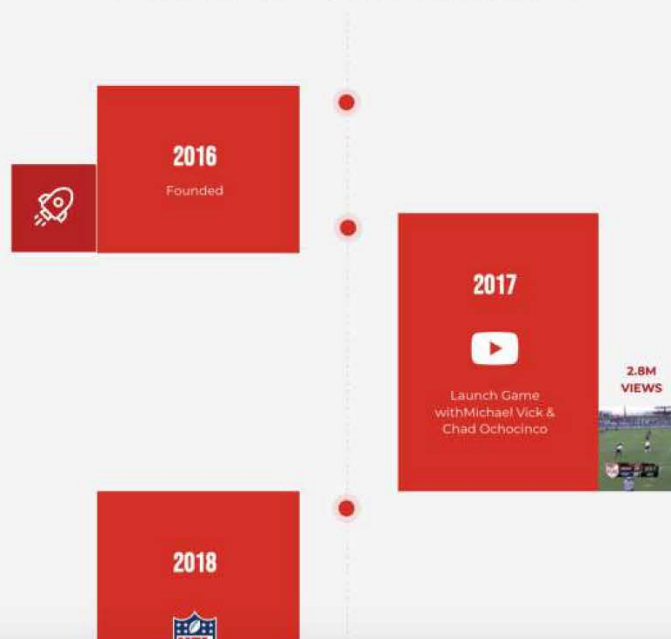 2016
Founded
2017
2.8M
VIEWS
Launch Game
withMichael Vick &
Chad Ochocinco
2018